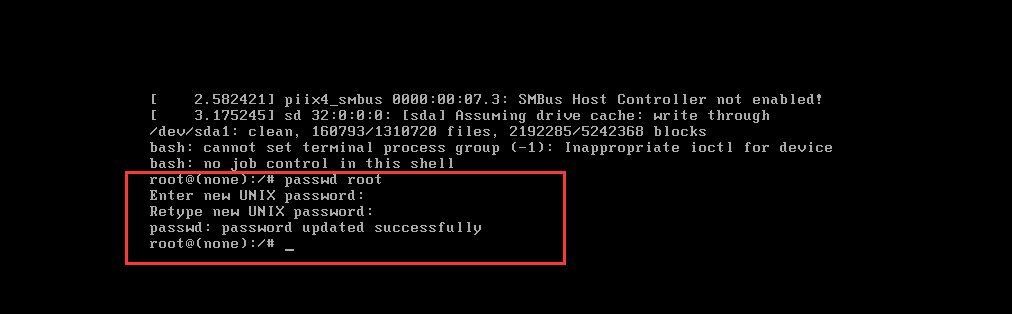 [    2.582421] piix4_smbus 0000:00:07.3: SMBus Host Controller not enabled!
[    3.175245] sd 32:0:0:0: [sda] Assuming drive cache: write through
/dev/sda1: clean, 160793/1310720 files, 2192285/5242368 blocks
bash: cannot set terminal process group (-1): Inappropriate ioctl for device
bash: no job control in this shell
root@(none):/# passwd root
Enter new UNIX password:
Retype new UNIX password:
passwd: password updated successfully
root@(none):/# _